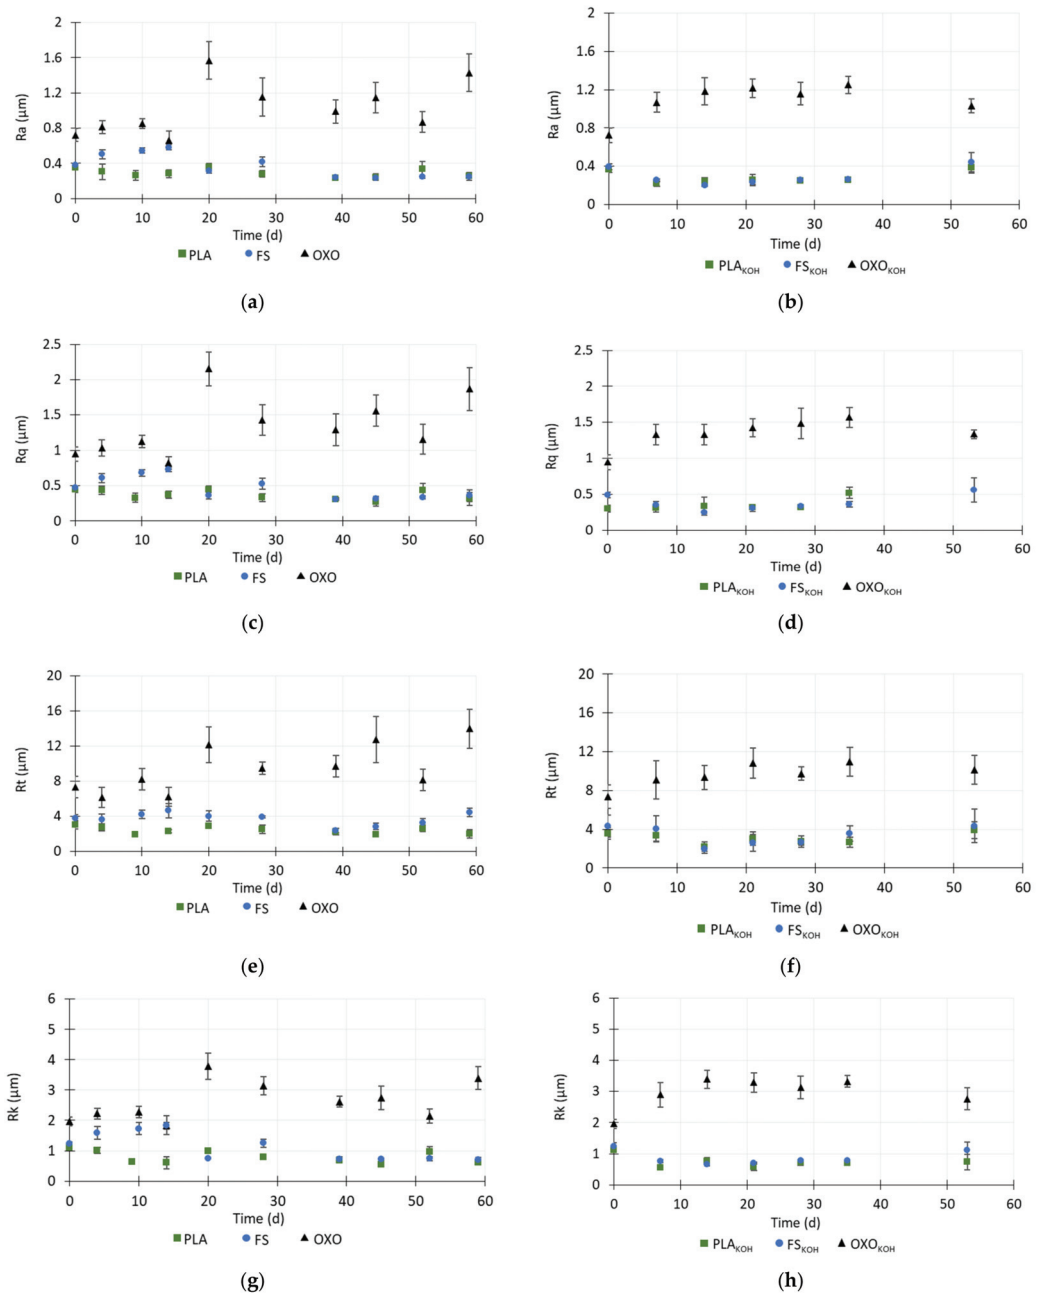 2
1.6
1.2
0.8
0.4
0
Ra (µm)
0 10 20 30 40 50 60
Time (d)
PLA FS OXO
(a)
2
1.6
1.2
0.8
0.4
0
Ra (µm)
0 10 20 30 40 50 60
Time (d)
PLAKOH FSKOH OXOKOH
(b)
2.5
2
1.5
1
0.5
0
Rq (µm)
0 10 20 30 40 50 60
Time (d)
PLA FS OXO
(c)
2.5
2
1.5
1
0.5
0
Rq (µm)
0 10 20 30 40 50 60
Time (d)
PLAKOH FSKOH OXOKOH
(d)
20
16
12
8
4
0
Rt (µm)
0 10 20 30 40 50 60
Time (d)
PLA FS OXO
(e)
20
16
12
8
4
0
Rt (µm)
0 10 20 30 40 50 60
Time (d)
PLAKOH FSKOH OXOKOH
(f)
6
5
4
3
2
1
0
Rk (µm)
0 10 20 30 40 50 60
Time (d)
PLA FS OXO
(g)
6
5
4
3
2
1
0
Rk (µm)
0 10 20 30 40 50 60
Time (d)
PLAKOH FSKOH OXOKOH
(h)